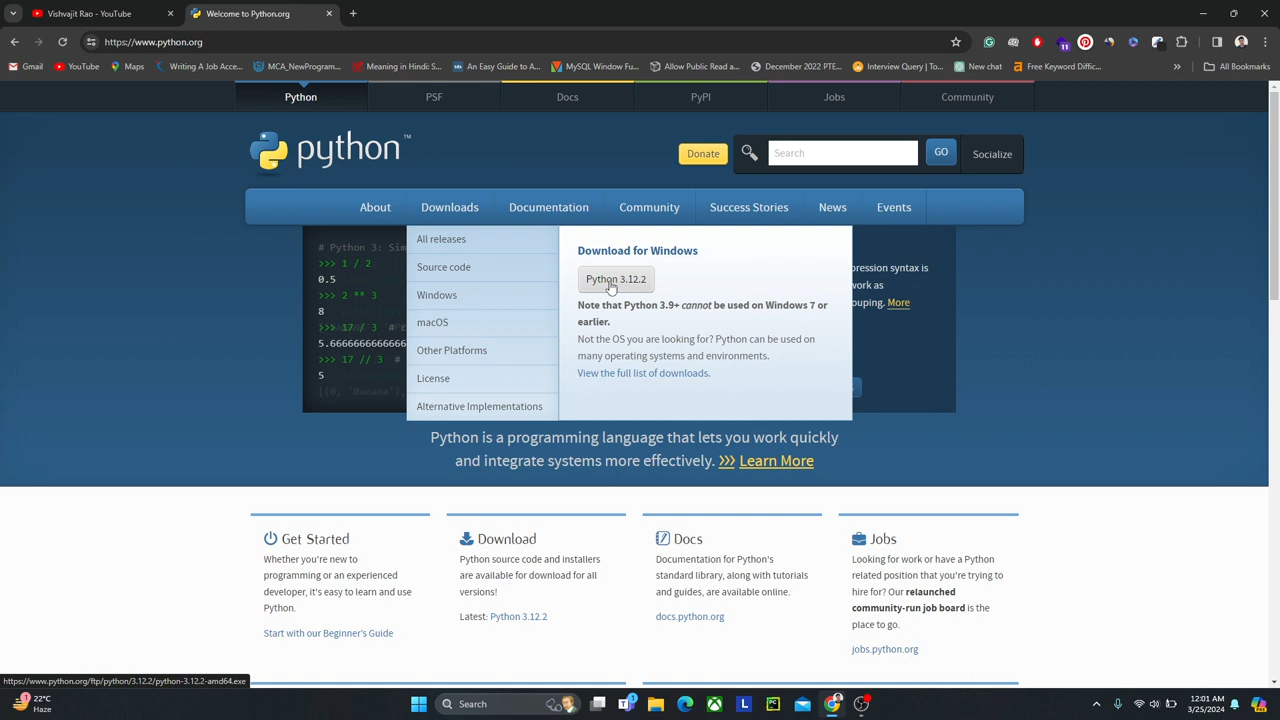 Vishvajit Rao - YouTube
Welcome to Python.org
https://www.python.org
Gmail
YouTube
Maps
Writing A Job Acce...
MCA_NewProgram...
Meaning in Hindi S...
An Easy Guide to A...
MySQL Window Fu...
Allow Public Read a...
December 2022 PTE...
Interview Query | To...
New chat
Free Keyword Diffic...
All Bookmarks
Python
PSF
Docs
PyPI
Jobs
Community
python™
Donate
Search
GO
Socialize
About
Downloads
Documentation
Community
Success Stories
News
Events
# Python 3: Sim
>>> 1 / 2
0.5
>>> 2 ** 3
8
>>> 17 / 3 # c
5.6666666666666
>>> 17 // 3 #
5
All releases
Source code
Windows
macOS
Other Platforms
License
Alternative Implementations
Download for Windows
Python 3.12.2
Note that Python 3.9+ cannot be used on Windows 7 or
earlier.
Not the OS you are looking for? Python can be used on
many operating systems and environments.
View the full list of downloads.
pression syntax is
work as
ouping. More
Python is a programming language that lets you work quickly
and integrate systems more effectively. >>> Learn More
Get Started
Whether you're new to
programming or an experienced
developer, it's easy to learn and use
Python.
Start with our Beginner's Guide
Download
Python source code and installers
are available for download for all
versions!
Latest: Python 3.12.2
Docs
Documentation for Python's
standard library, along with tutorials
and guides, are available online.
docs.python.org
Jobs
Looking for work or have a Python
related position that you're trying to
hire for? Our relaunched
community-run job board is the
place to go.
jobs.python.org
https://www.python.org/ftp/python/3.12.2/python-3.12.2-amd64.exe
22°C
Haze
Search
12:01 AM
3/25/2024